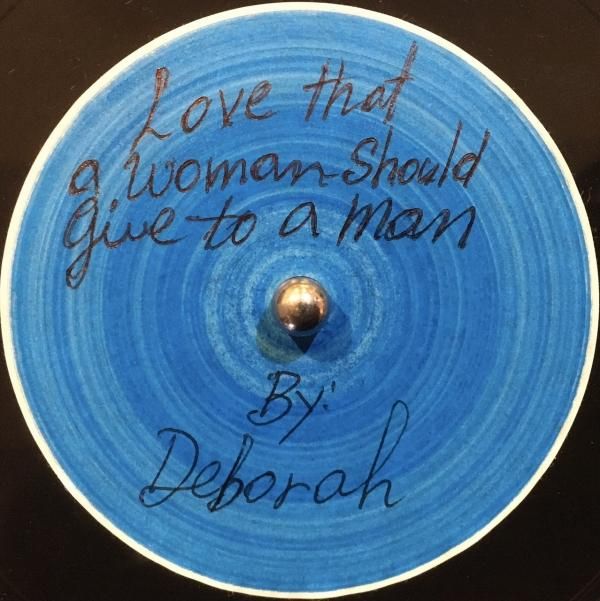 Love that
a woman should
give to a man
By:
Deborah